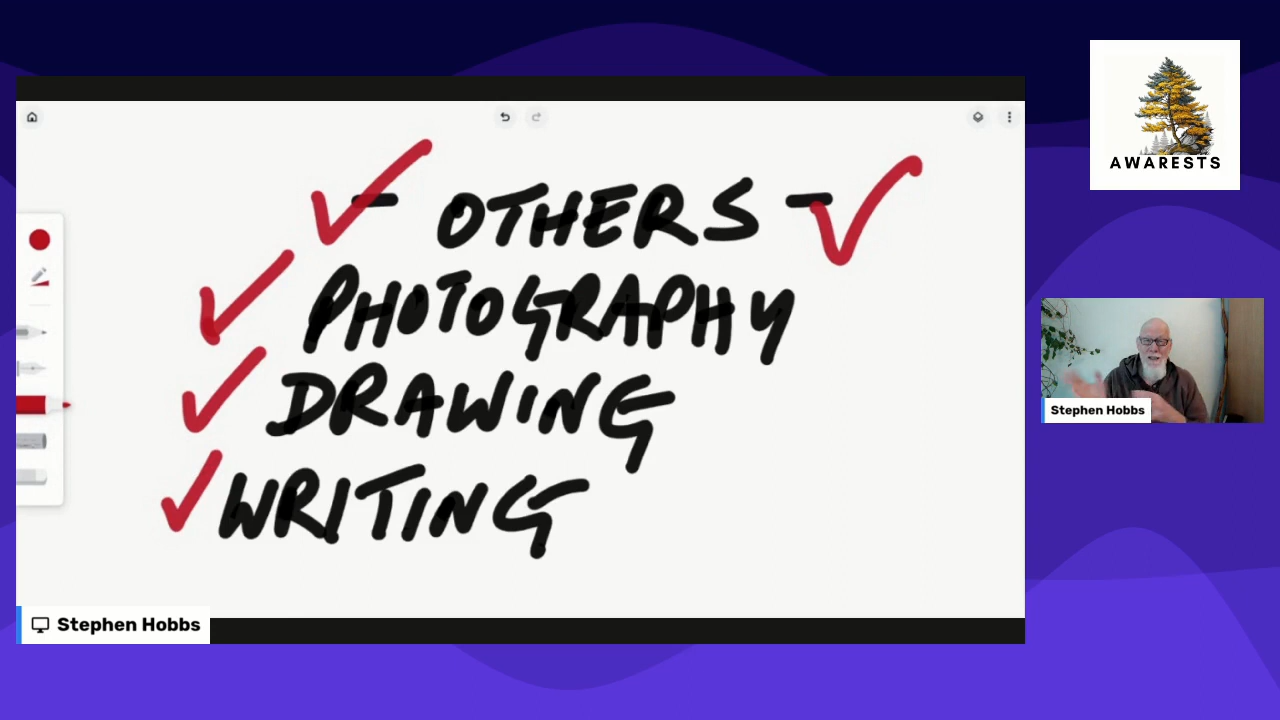 - OTHERS -
PHOTOGRAPHY
DRAWING
WRITING
Stephen Hobbs
AWARESTS
Stephen Hobbs